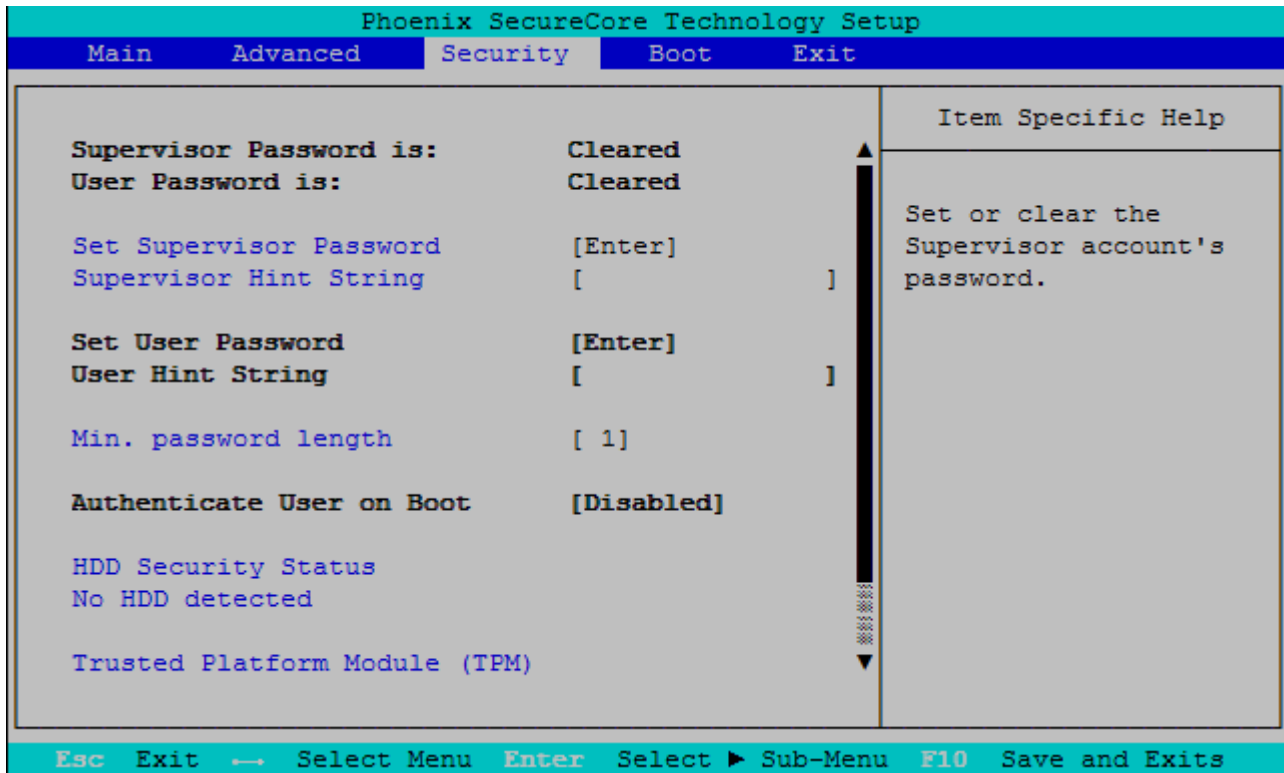 Phoenix SecureCore Technology Setup
Main Advanced Security Boot Exit
Item Specific Help
Supervisor Password is: Cleared
User Password is: Cleared
Set or clear the
Supervisor account's
password.
Set Supervisor Password [Enter]
Supervisor Hint String [ ]
Set User Password [Enter]
User Hint String [ ]
Min. password length [ 1]
Authenticate User on Boot [Disabled]
HDD Security Status
No HDD detected
Trusted Platform Module (TPM)
Esc Exit ←→ Select Menu Enter Select ▶ Sub-Menu F10 Save and Exits